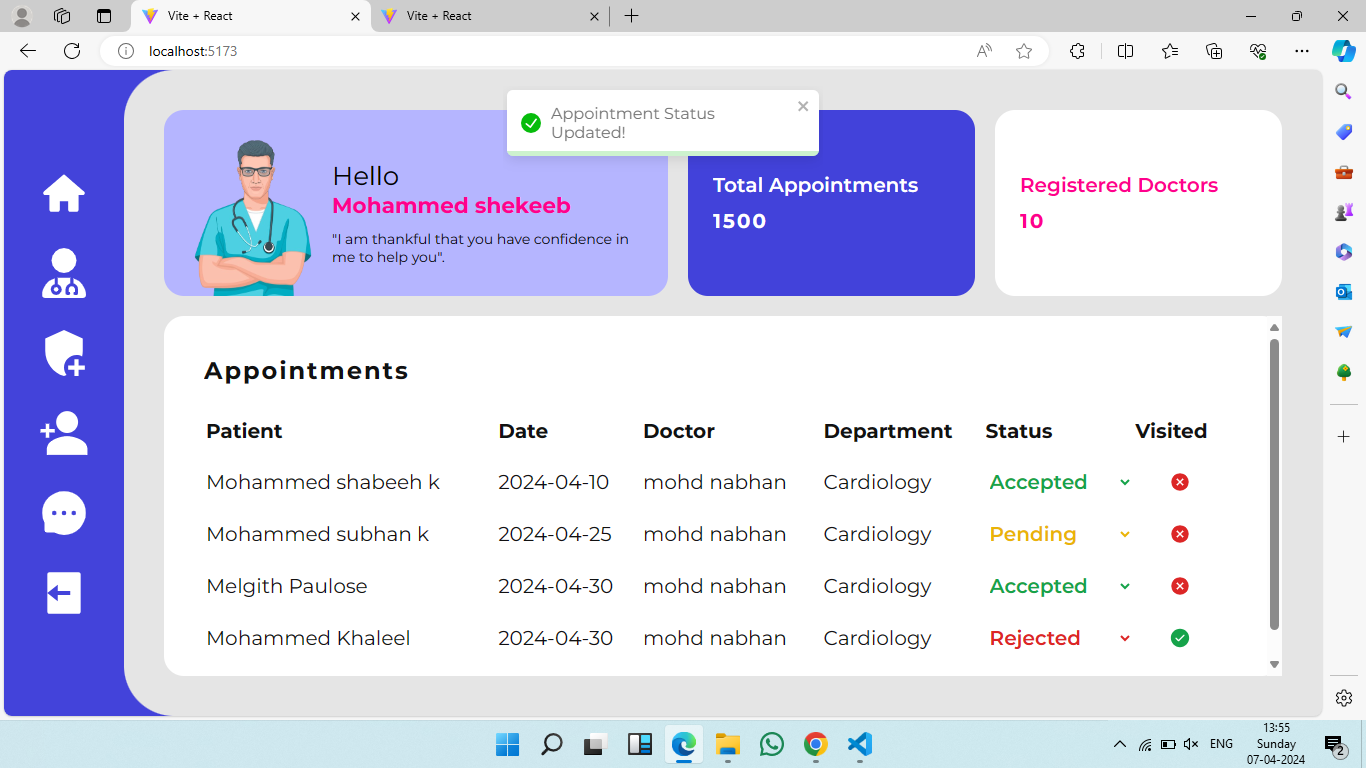 Vite + React
Vite + React
localhost:5173
Appointment Status
Updated!
Hello
Mohammed shekeeb
"I am thankful that you have confidence in
me to help you".
Total Appointments
1500
Registered Doctors
10
Appointments
Patient Date Doctor Department Status Visited
Mohammed shabeeh k 2024-04-10 mohd nabhan Cardiology Accepted
Mohammed subhan k 2024-04-25 mohd nabhan Cardiology Pending
Melgith Paulose 2024-04-30 mohd nabhan Cardiology Accepted
Mohammed Khaleel 2024-04-30 mohd nabhan Cardiology Rejected
ENG
13:55
Sunday
07-04-2024
2